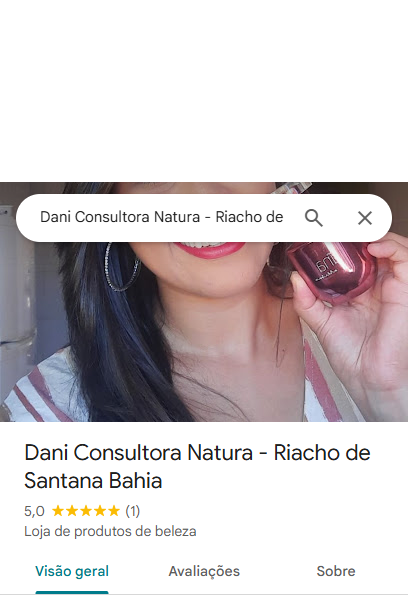 Dani Consultora Natura - Riacho de
Dani Consultora Natura - Riacho de
Santana Bahia
5,0 (1)
Loja de produtos de beleza
Visão geral Avaliações Sobre